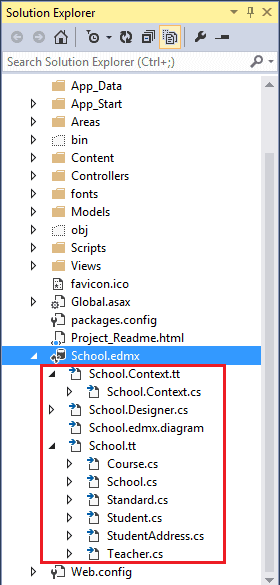 Solution Explorer
Search Solution Explorer (Ctrl+;)
App_Data
App_Start
Areas
bin
Content
Controllers
fonts
Models
obj
Scripts
Views
favicon.ico
Global.asax
packages.config
Project_Readme.html
School.edmx
School.Context.tt
School.Context.cs
School.Designer.cs
School.edmx.diagram
School.tt
Course.cs
School.cs
Standard.cs
Student.cs
StudentAddress.cs
Teacher.cs
Web.config